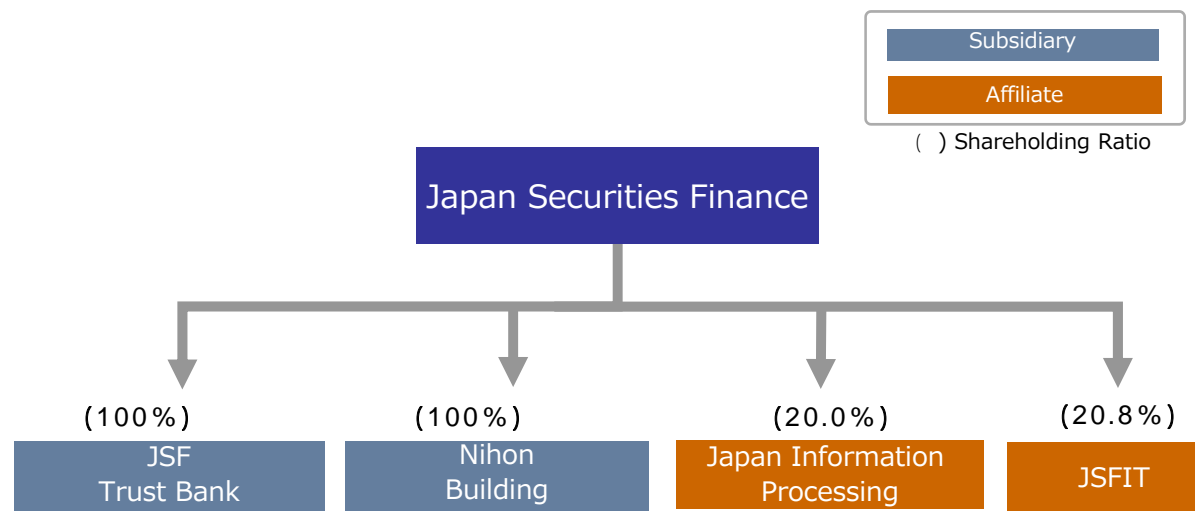 Subsidiary
Affiliate
( ) Shareholding Ratio
Japan Securities Finance
(100%)
(100%)
(20.0%)
(20.8%)
JSF
Trust Bank
Nihon
Building
Japan Information
Processing
JSFIT